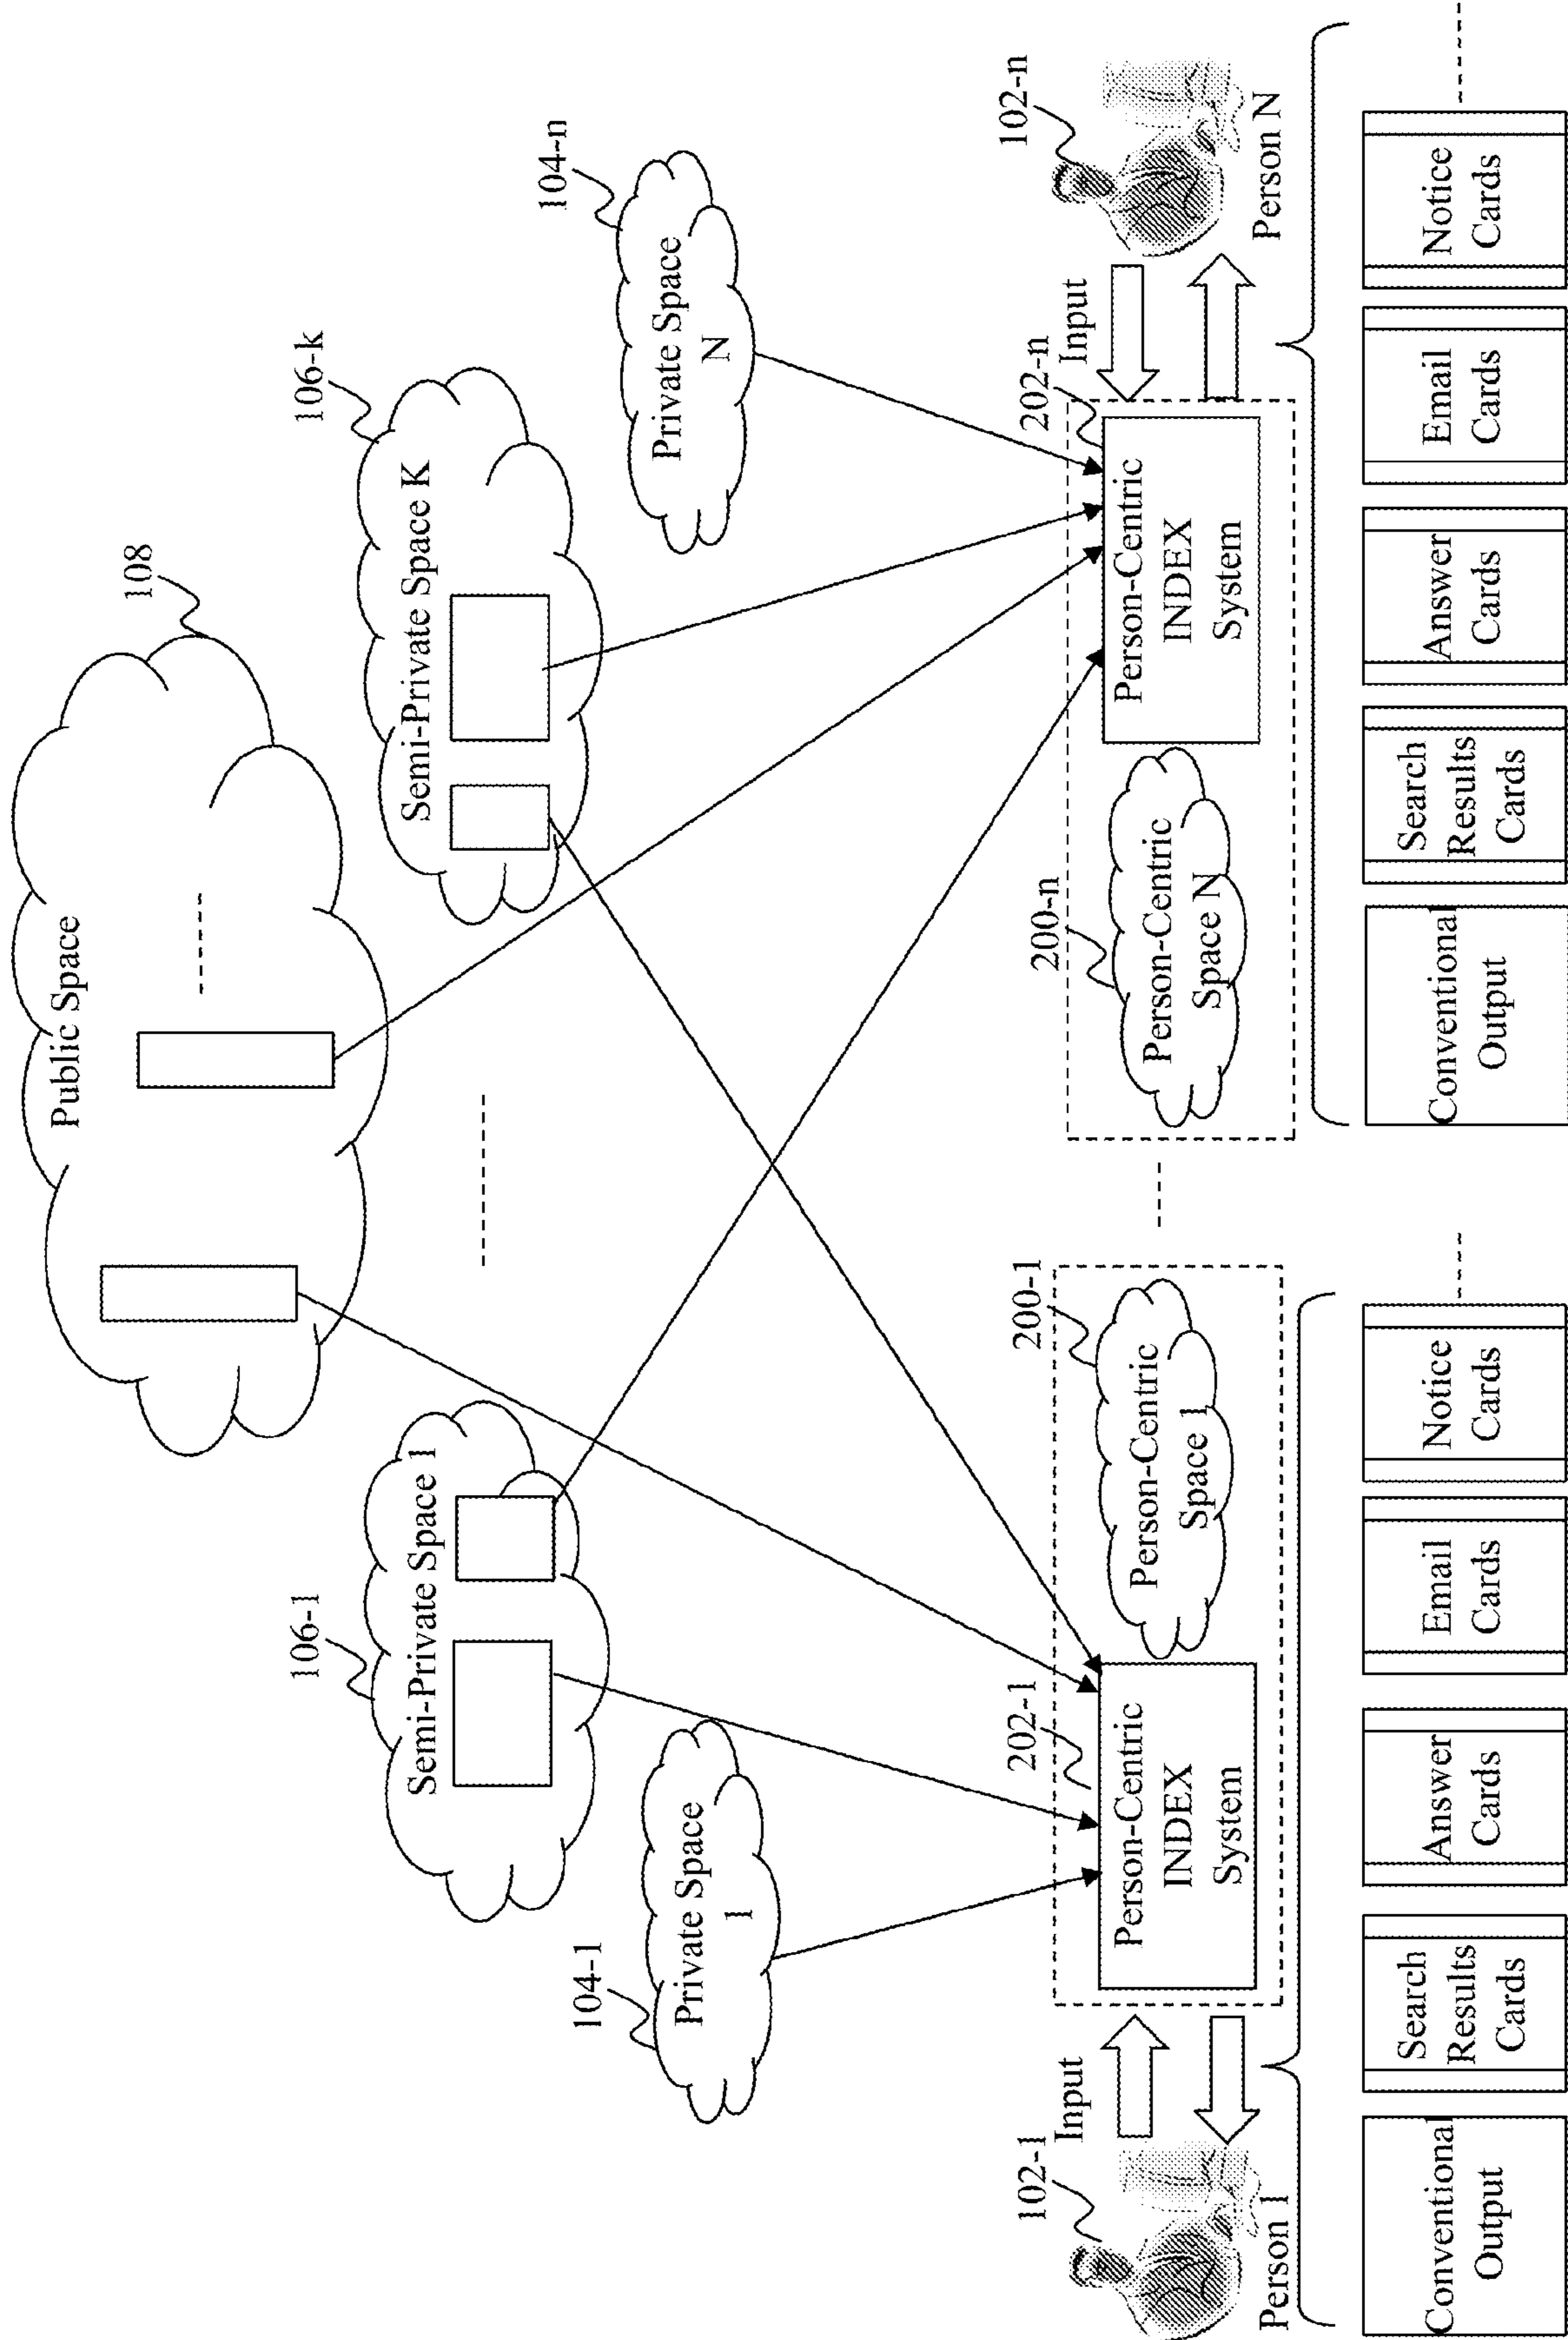 108
Public Space
106-1
Semi-Private Space 1
106-k
Semi-Private Space K
104-1
Private Space
1
104-n
Private Space
N
102-1
Input
Person 1
202-1
Person-Centric
INDEX
System
200-1
Person-Centric
Space 1
200-n
Person-Centric
Space N
202-n
Person-Centric
INDEX
System
Input
102-n
Person N
Conventional
Output
Search
Results
Cards
Answer
Cards
Email
Cards
Notice
Cards
Conventional
Output
Search
Results
Cards
Answer
Cards
Email
Cards
Notice
Cards